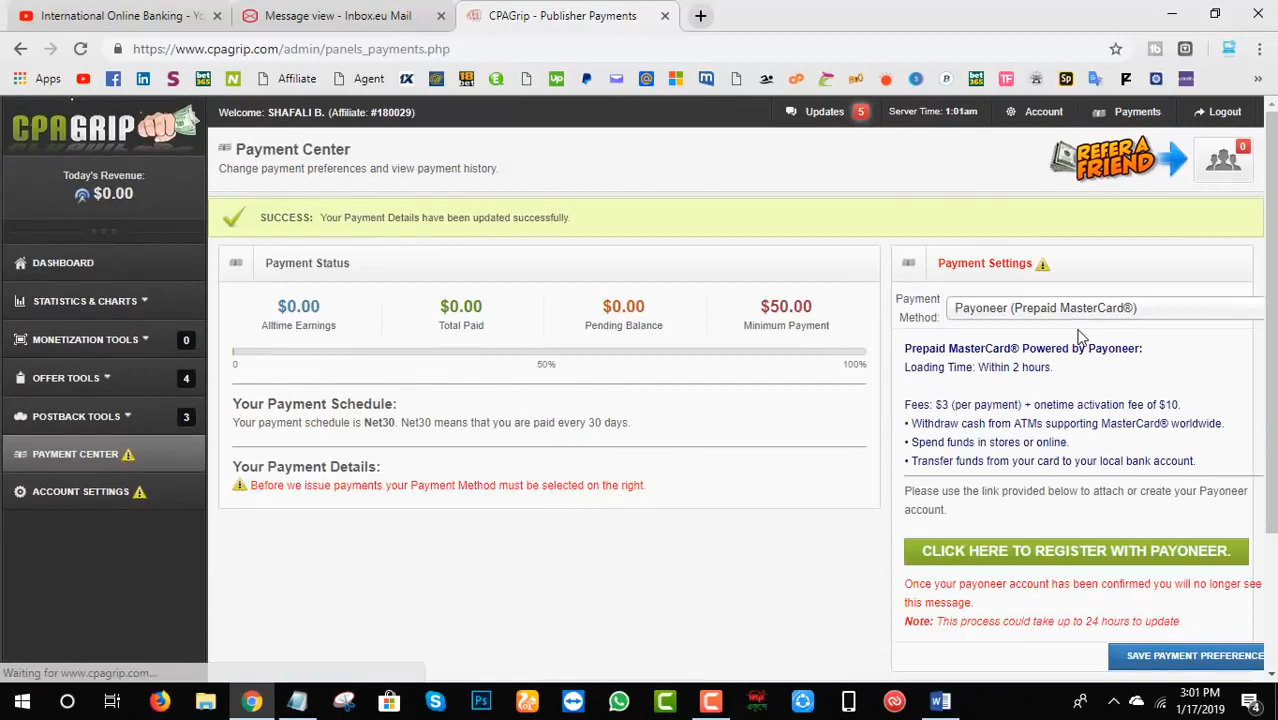 International Online Banking - Y
Message view - Inbox.eu Mail
CPAGrip - Publisher Payments
https://www.cpagrip.com/admin/panels_payments.php
Apps
Affiliate
Agent
CPAGRIP
Welcome: SHAFALI B. (Affiliate: #180029)
Updates
5
Server Time: 1:01am
Account
Payments
Logout
Today's Revenue:
$0.00
Payment Center
Change payment preferences and view payment history.
REFER A
FRIEND
0
SUCCESS: Your Payment Details have been updated successfully.
DASHBOARD
STATISTICS & CHARTS
MONETIZATION TOOLS
0
OFFER TOOLS
4
POSTBACK TOOLS
3
PAYMENT CENTER
ACCOUNT SETTINGS
Payment Status
$0.00
Alltime Earnings
$0.00
Total Paid
$0.00
Pending Balance
$50.00
Minimum Payment
0
50%
100%
Your Payment Schedule:
Your payment schedule is Net30. Net30 means that you are paid every 30 days.
Your Payment Details:
Before we issue payments your Payment Method must be selected on the right.
Payment Settings
Payment
Method:
Payoneer (Prepaid MasterCard®)
Prepaid MasterCard® Powered by Payoneer:
Loading Time: Within 2 hours.
Fees: $3 (per payment) + onetime activation fee of $10.
• Withdraw cash from ATMs supporting MasterCard® worldwide.
• Spend funds in stores or online.
• Transfer funds from your card to your local bank account.
Please use the link provided below to attach or create your Payoneer
account.
CLICK HERE TO REGISTER WITH PAYONEER.
Once your payoneer account has been confirmed you will no longer see
this message.
Note: This process could take up to 24 hours to update
SAVE PAYMENT PREFERENCE
Waiting for www.cpagrip.com...
3:01 PM
1/17/2019
4